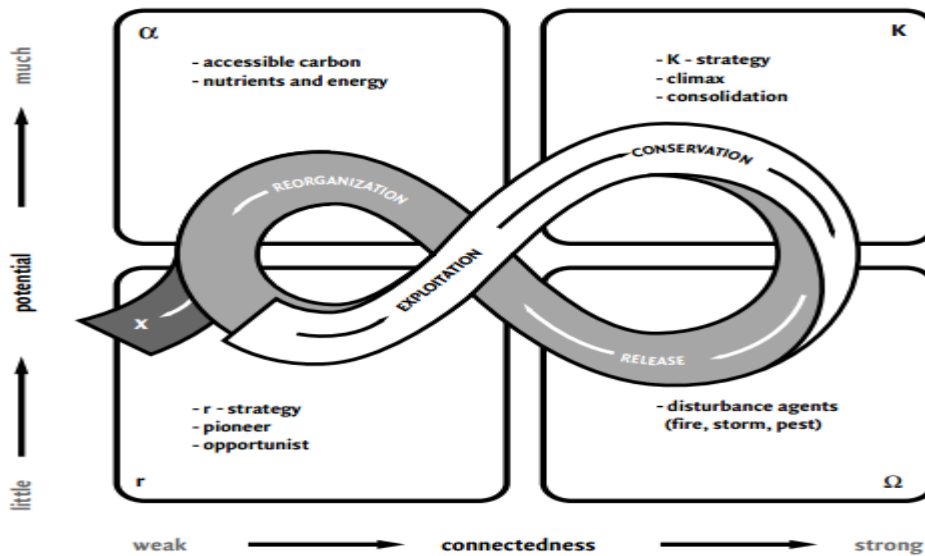 α
- accessible carbon
- nutrients and energy
K
- K - strategy
- climax
- consolidation
much
potential
little
REORGANIZATION
CONSERVATION
EXPLOITATION
RELEASE
x
- r - strategy
- pioneer
- opportunist
r
- disturbance agents
(fire, storm, pest)
Ω
weak
connectedness
strong